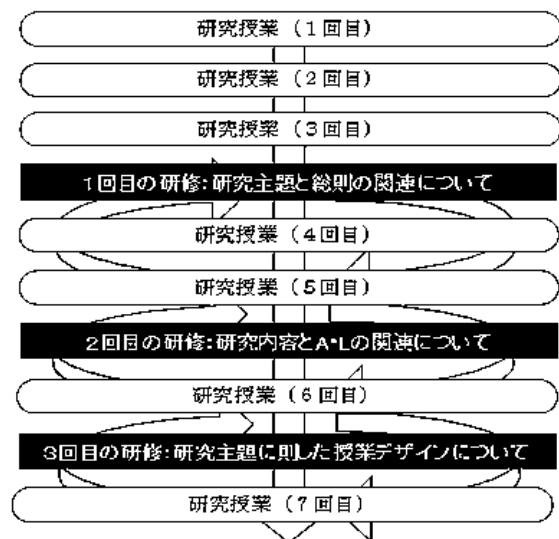 研究授業（1回目）
研究授業（2回目）
研究授業（3回目）
1回目の研修：研究主題と総則の関連について
研究授業（4回目）
研究授業（5回目）
2回目の研修：研究内容とA・Lの関連について
研究授業（6回目）
3回目の研修：研究主題に則した授業デザインについて
研究授業（7回目）